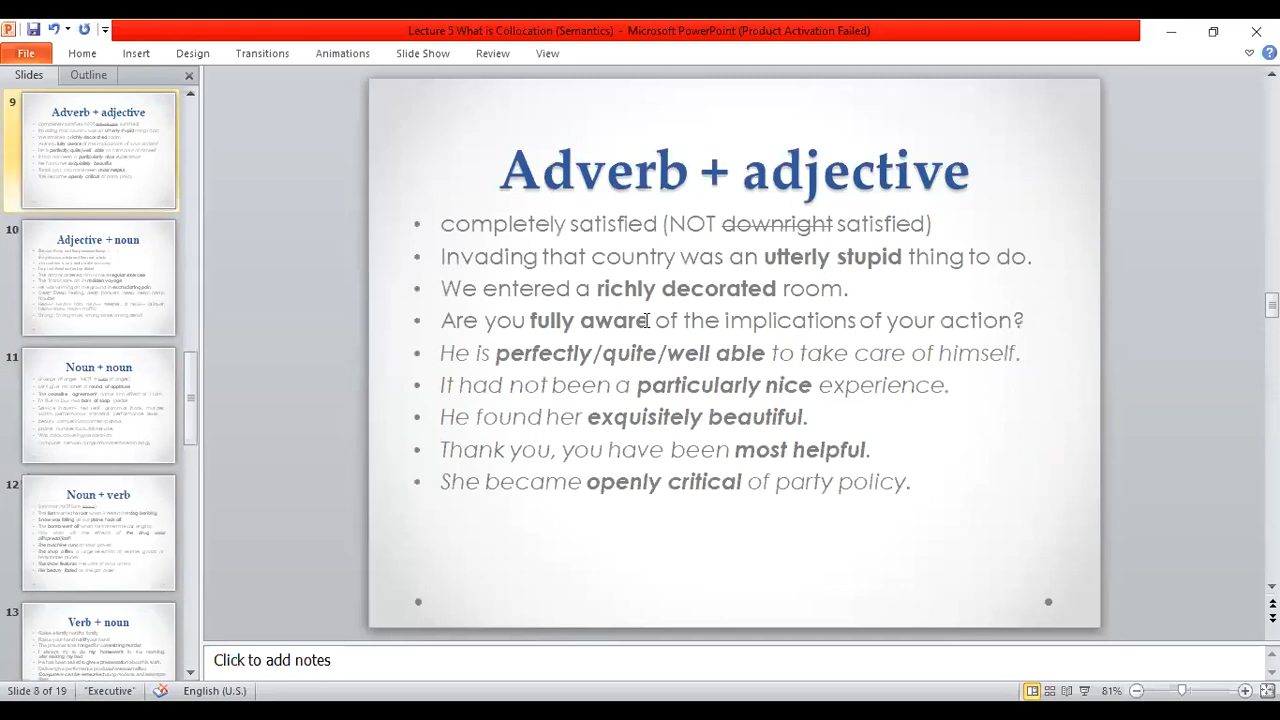 Lecture 5 What is Collocation (Semantics) - Microsoft PowerPoint (Product Activation Failed)
File Home Insert Design Transitions Animations Slide Show Review View
Slides Outline
9
Adverb + adjective
10
Adjective + noun
11
Noun + noun
12
Noun + verb
13
Verb + noun
Adverb + adjective
• completely satisfied (NOT downright satisfied)
• Invading that country was an utterly stupid thing to do.
• We entered a richly decorated room.
• Are you fully aware of the implications of your action?
• He is perfectly/quite/well able to take care of himself.
• It had not been a particularly nice experience.
• He found her exquisitely beautiful.
• Thank you, you have been most helpful.
• She became openly critical of party policy.
Click to add notes
Slide 8 of 19 "Executive" English (U.S.) 81%